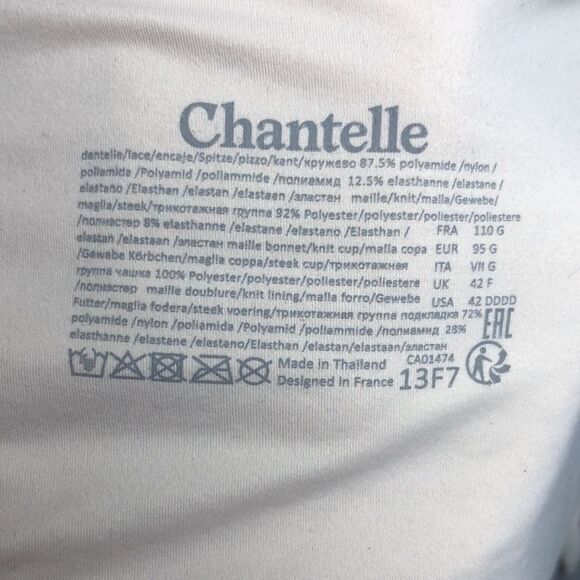 Chantelle
dantelle/lace/encaje/Spitze/pizzo/kant/кружево 87.5% polyamide /nylon/
poliamida /Polyamid/poliammide /полиамид 12.5% elasthanne /elastane/
elastaño /Elasthan /elastan /elastaan /эластан maille/knit/malla/Gewebe/
maglia/steek/трикотажная группа 92% Polyester/polyester/poliester/poliestere
/полиэстер 8% elasthanne /elastane /elastano /Elasthan / FRA 110 G
elastan /elastaan /эластан maille bonnet/knit cup/malla copa EUR 95 G
/Gewebe Körbchen/maglia coppa/steek cup/трикотажная ITA VII G
группа чашка 100% Polyester/polyester/poliester/poliestere UK 42 F
/полиэстер maille doublure/knit lining/malla forro/Gewebe USA 42 DDDD
Futter/maglia fodera/steek voering/трикотажная группа подкладка 72%
polyamide /nylon /poliamida /Polyamid /poliammide /полиамид 28% EAC
elasthanne /elastane /elastano/Elasthan /elastan/elastaan/эластан
Made in Thailand CA01474
Designed in France 13F7